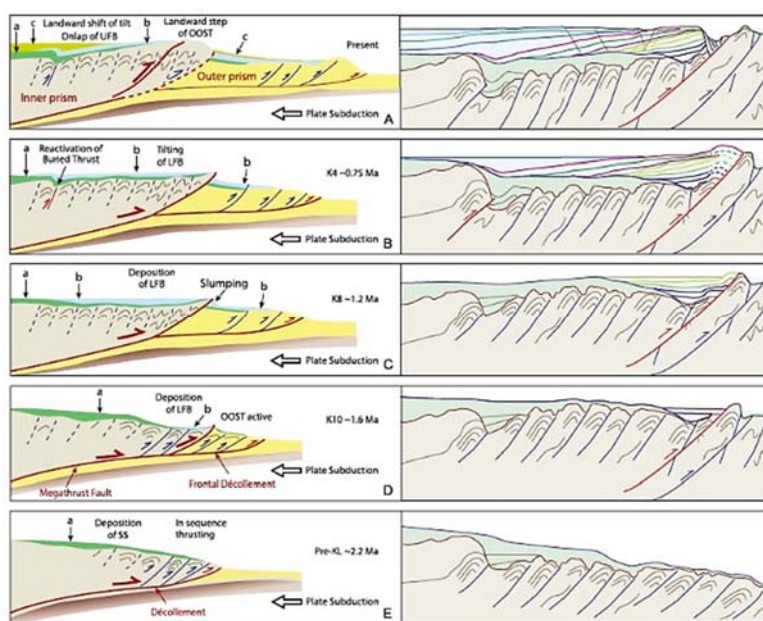 a c Landward shift of tilt
Onlap of UFB
b Landward step
of OOST
c
Present
Inner prism
Outer prism
Plate Subduction
A
a Reactivation of
Buried Thrust
b Tilting
of LFB
b
K4 ~0.75 Ma
Plate Subduction
B
a b Deposition
of LFB
Slumping
b
K8 ~1.2 Ma
Plate Subduction
C
a Deposition
of LFB
b
OOST active
K10 ~1.6 Ma
Megathrust Fault
Frontal Décollement
Plate Subduction
D
a Deposition
of SS
In sequence
thrusting
Pre-KL ~2.2 Ma
Décollement
Plate Subduction
E